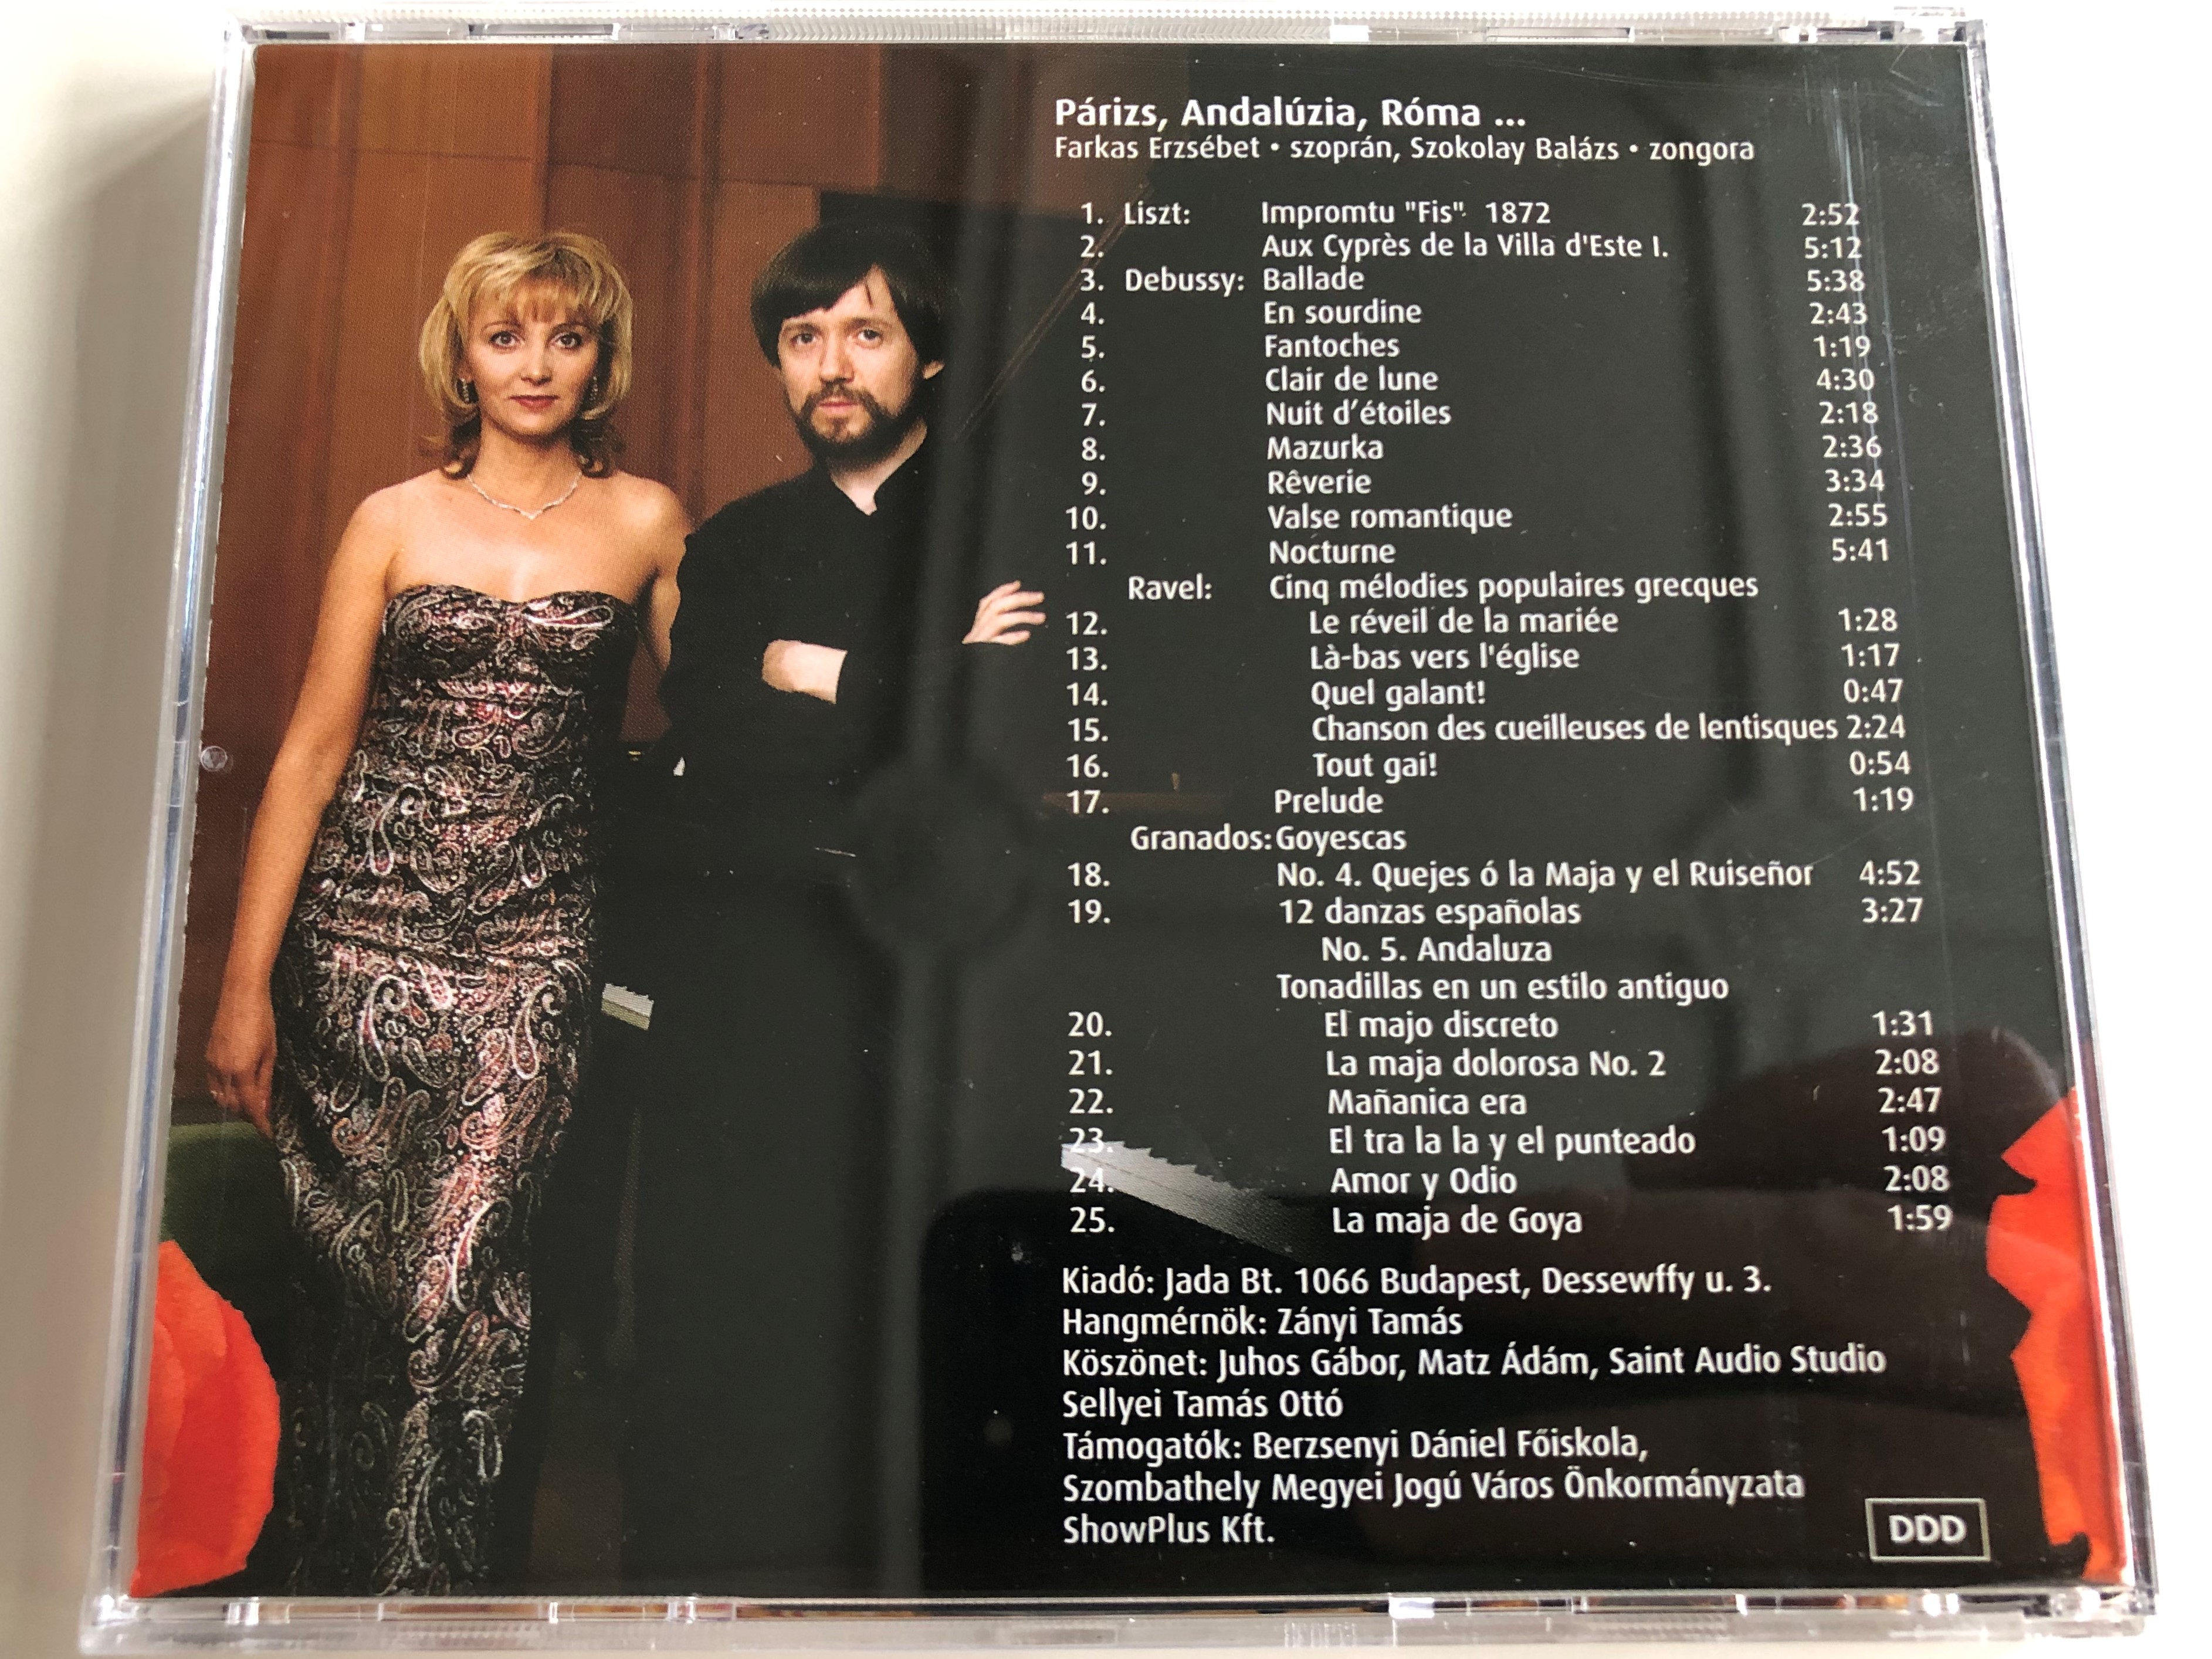 Párizs, Andalúzia, Róma ...
Farkas Erzsébet • szoprán, Szokolay Balázs • zongora
1. Liszt: Impromtu "Fis" 1872 2:52
2. Aux Cyprès de la Villa d'Este I. 5:12
3. Debussy: Ballade 5:38
4. En sourdine 2:43
5. Fantoches 1:19
6. Clair de lune 4:30
7. Nuit d'étoiles 2:18
8. Mazurka 2:36
9. Rêverie 3:34
10. Valse romantique 2:55
11. Nocturne 5:41
Ravel: Cinq mélodies populaires grecques
12. Le réveil de la mariée 1:28
13. Là-bas vers l'église 1:17
14. Quel galant! 0:47
15. Chanson des cueilleuses de lentisques 2:24
16. Tout gai! 0:54
17. Prelude 1:19
Granados: Goyescas
18. No. 4. Quejes ó la Maja y el Ruiseñor 4:52
19. 12 danzas españolas 3:27
No. 5. Andaluza
Tonadillas en un estilo antiguo
20. El majo discreto 1:31
21. La maja dolorosa No. 2 2:08
22. Mañanica era 2:47
23. El tra la la y el punteado 1:09
24. Amor y Odio 2:08
25. La maja de Goya 1:59
Kiadó: Jada Bt. 1066 Budapest, Dessewffy u. 3.
Hangmérnök: Zányi Tamás
Köszönet: Juhos Gábor, Matz Ádám, Saint Audio Studio
Sellyei Tamás Ottó
Támogatók: Berzsenyi Dániel Főiskola,
Szombathely Megyei Jogú Város Önkormányzata
ShowPlus Kft.
DDD